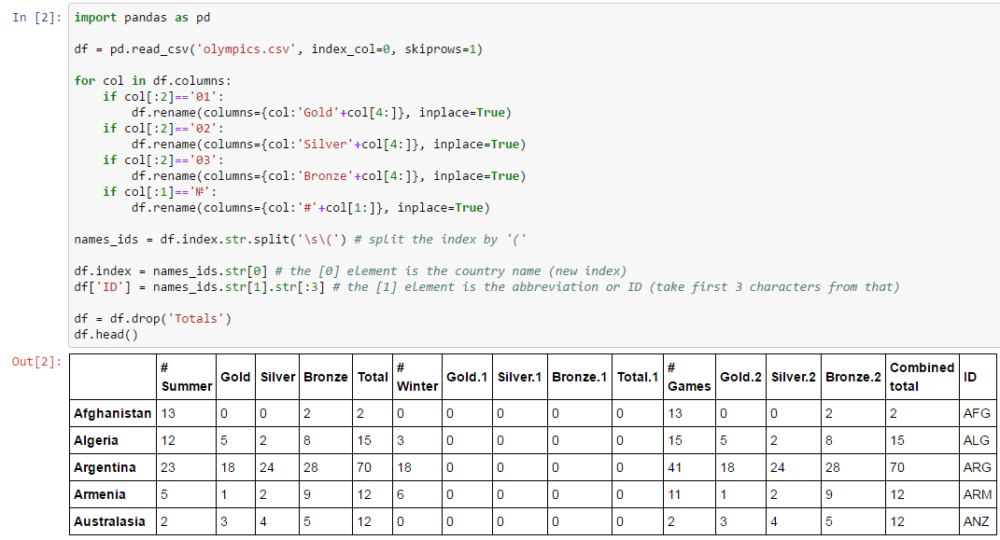 In [2]: import pandas as pd
df = pd.read_csv('olympics.csv', index_col=0, skiprows=1)
for col in df.columns:
    if col[:2]=='01':
        df.rename(columns={col:'Gold'+col[4:]}, inplace=True)
    if col[:2]=='02':
        df.rename(columns={col:'Silver'+col[4:]}, inplace=True)
    if col[:2]=='03':
        df.rename(columns={col:'Bronze'+col[4:]}, inplace=True)
    if col[:1]=='№':
        df.rename(columns={col:'#'+col[1:]}, inplace=True)
names_ids = df.index.str.split('\s\(') # split the index by '('
df.index = names_ids.str[0] # the [0] element is the country name (new index)
df['ID'] = names_ids.str[1].str[:3] # the [1] element is the abbreviation or ID (take first 3 characters from that)
df = df.drop('Totals')
df.head()
Out[2]:
# Summer Gold Silver Bronze Total # Winter Gold.1 Silver.1 Bronze.1 Total.1 # Games Gold.2 Silver.2 Bronze.2 Combined total ID
Afghanistan 13 0 0 2 2 0 0 0 0 0 13 0 0 2 2 AFG
Algeria 12 5 2 8 15 3 0 0 0 0 15 5 2 8 15 ALG
Argentina 23 18 24 28 70 18 0 0 0 0 41 18 24 28 70 ARG
Armenia 5 1 2 9 12 6 0 0 0 0 11 1 2 9 12 ARM
Australasia 2 3 4 5 12 0 0 0 0 0 2 3 4 5 12 ANZ